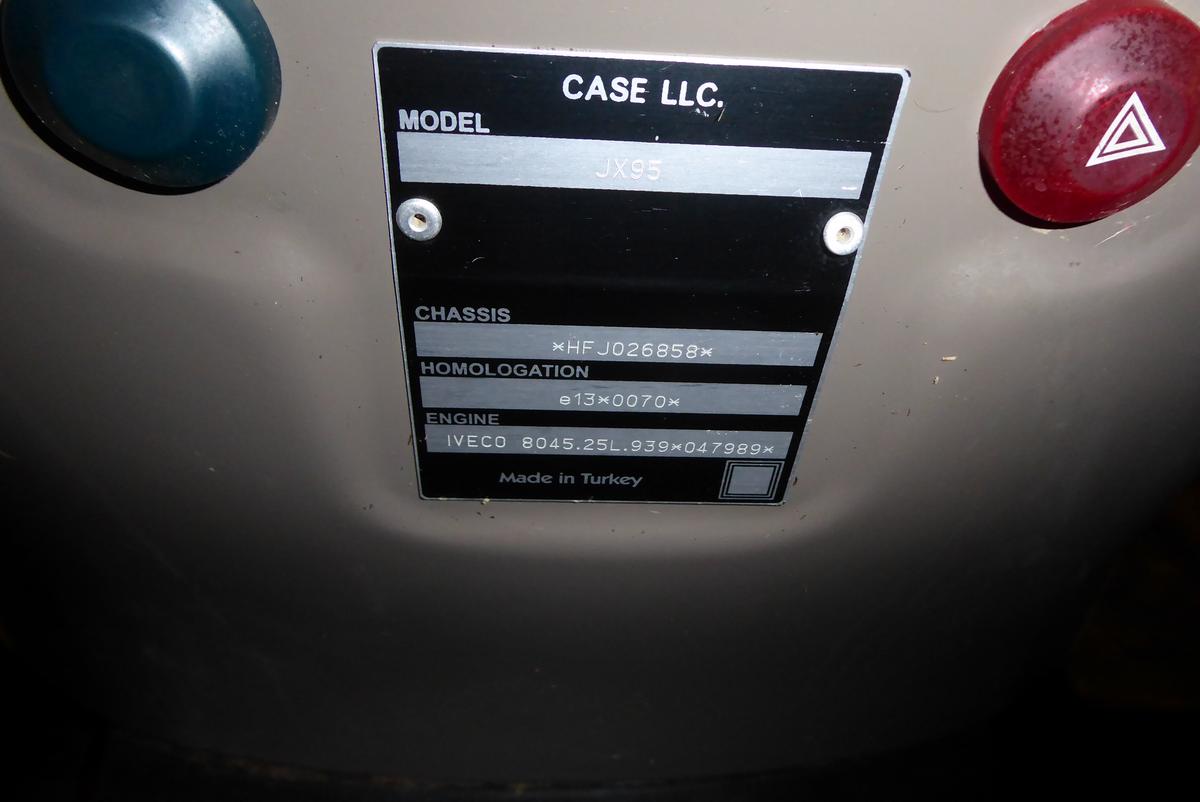 CASE LLC.
MODEL
JX95
CHASSIS
*HFJ026858*
HOMOLOGATION
e13*0070*
ENGINE
IVECO 8045.25L.939*047989*
Made in Turkey